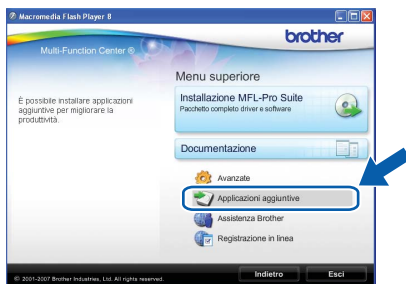 Macromedia Flash Player 8
brother
Multi-Function Center ®
Menu superiore
È possibile installare applicazioni
aggiuntive per migliorare la
produttività.
Installazione MFL-Pro Suite
Pacchetto completo driver e software
Documentazione
Avanzate
Applicazioni aggiuntive
Assistenza Brother
Registrazione in linea
© 2001-2007 Brother Industries, Ltd. All rights reserved.
Indietro
Esci